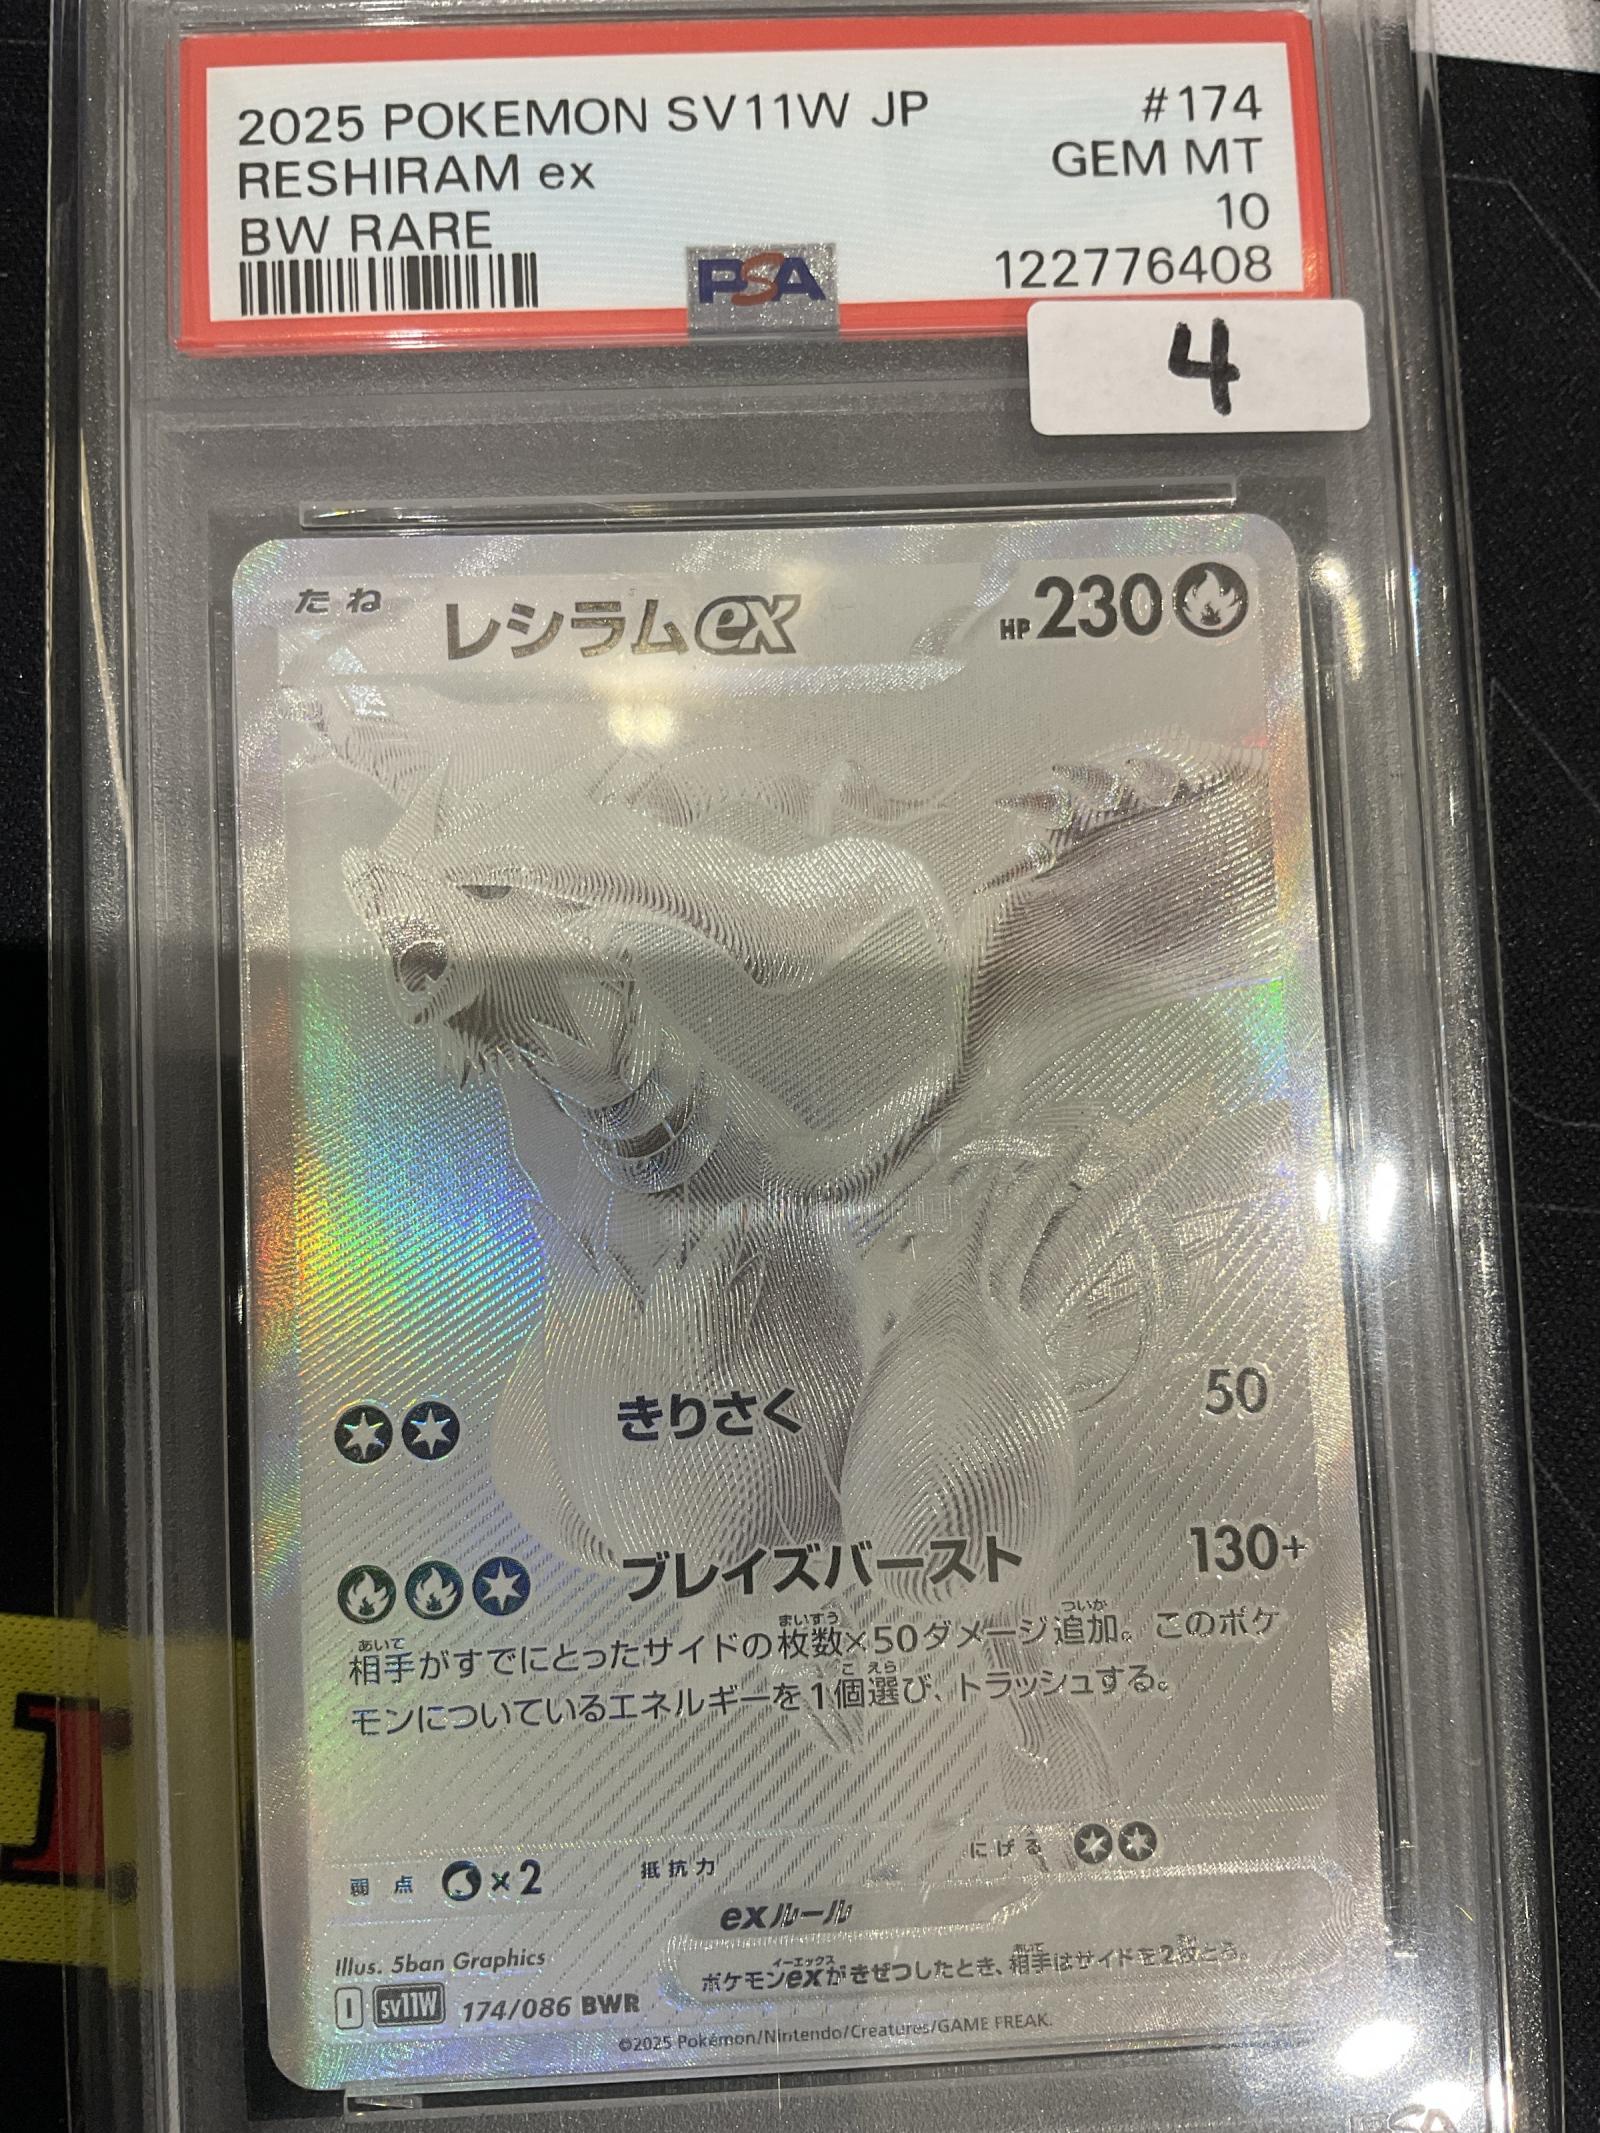 2025 POKEMON SV11W JP #174
RESHIRAM ex GEM MT
BW RARE 10
PSA 122776408
4
たね レシラムex HP 230
きりさく 50
ブレイズバースト 130+
相手がすでにとったサイドの枚数×50ダメージ追加。このポケ
モンについているエネルギーを1個選び、トラッシュする。
弱点 ×2 抵抗力 にげる
exルール
ポケモンexがきぜつしたとき、相手はサイドを2枚とる。
Illus. 5ban Graphics
I sv11W 174/086 BWR
©2025 Pokémon/Nintendo/Creatures/GAME FREAK.